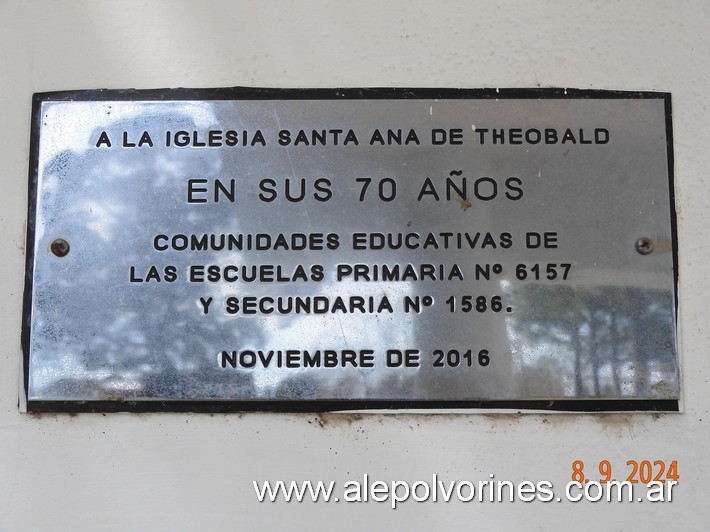 A LA IGLESIA SANTA ANA DE THEOBALD
EN SUS 70 AÑOS
COMUNIDADES EDUCATIVAS DE
LAS ESCUELAS PRIMARIA Nº 6157
Y SECUNDARIA Nº 1586.
NOVIEMBRE DE 2016
8.9.2024
www.alepolvorines.com.ar